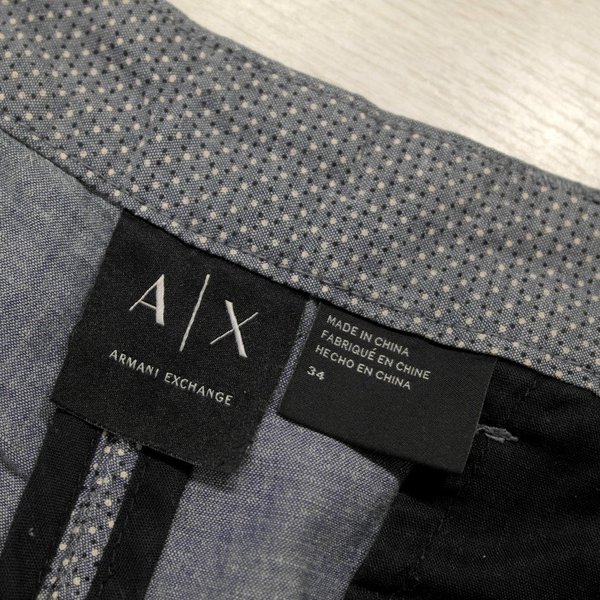 A|X
ARMANI EXCHANGE
MADE IN CHINA
FABRIQUÉ EN CHINE
HECHO EN CHINA
34